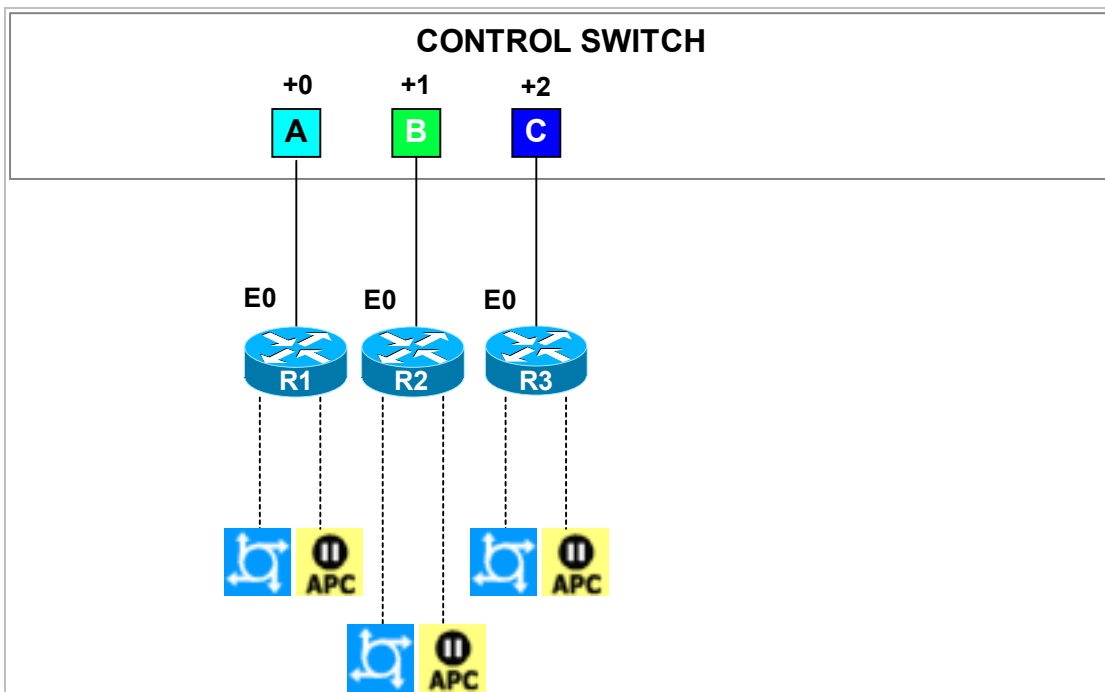 CONTROL SWITCH
+0 +1 +2
A B C
E0 E0 E0
R1 R2 R3
APC APC
APC